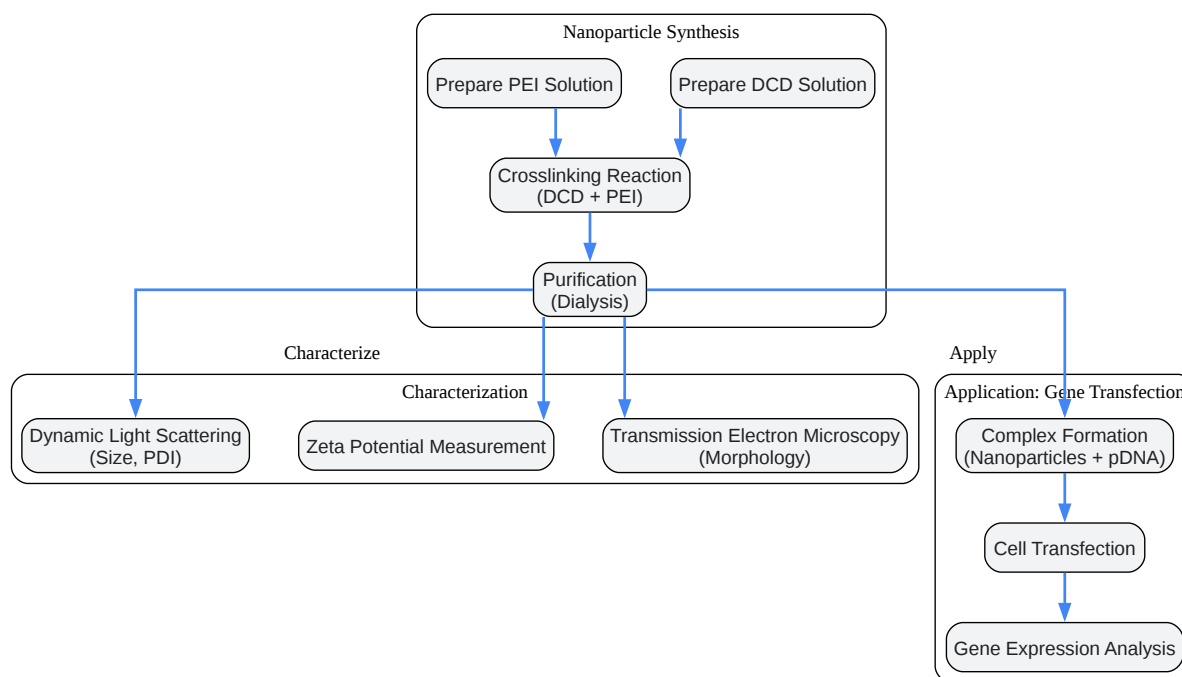 Nanoparticle Synthesis
Prepare PEI Solution
Prepare DCD Solution
Crosslinking Reaction
(DCD + PEI)
Purification
(Dialysis)
Characterize
Apply
Characterization
Application: Gene Transfection
Dynamic Light Scattering
(Size, PDI)
Zeta Potential Measurement
Transmission Electron Microscopy
(Morphology)
Complex Formation
(Nanoparticles + pDNA)
Cell Transfection
Gene Expression Analysis